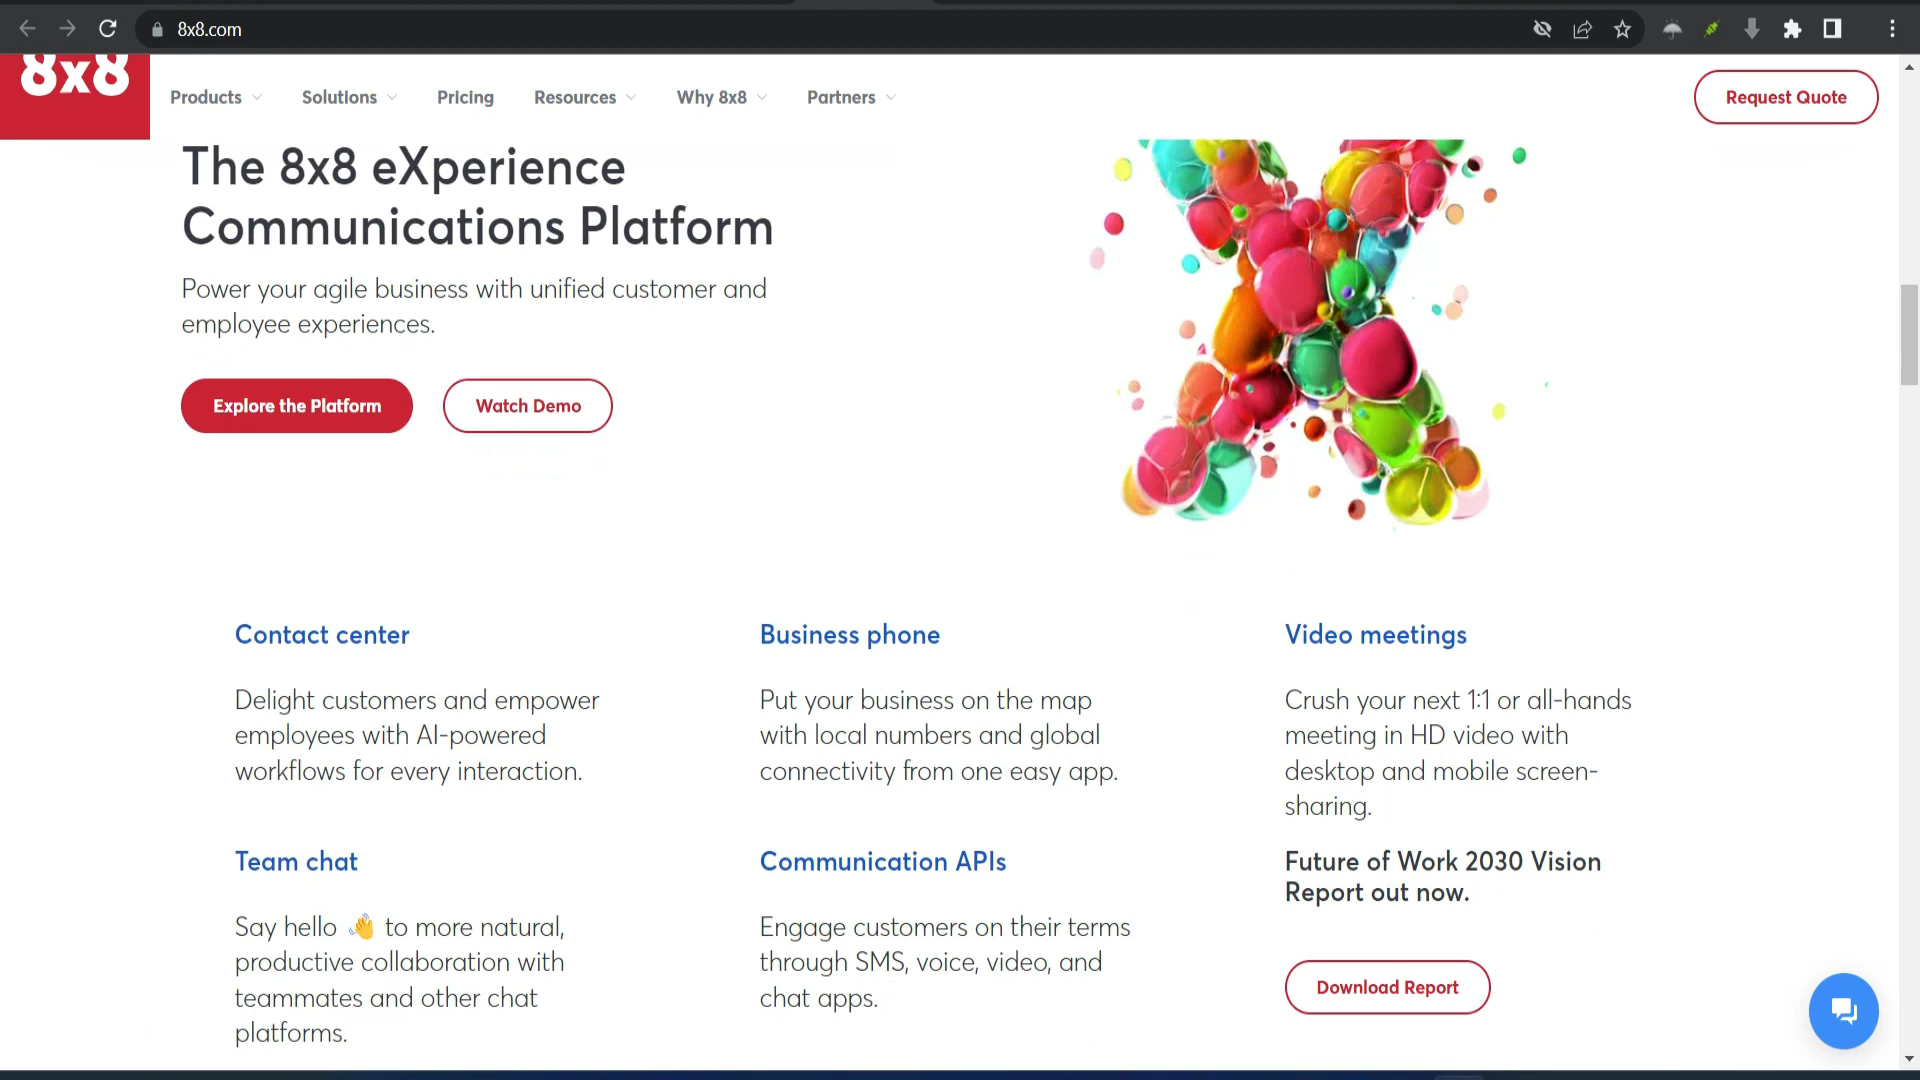 8x8.com
8x8
Products
Solutions
Pricing
Resources
Why 8x8
Partners
Request Quote
The 8x8 eXperience
Communications Platform
Power your agile business with unified customer and
employee experiences.
Explore the Platform
Watch Demo
Contact center
Delight customers and empower
employees with AI-powered
workflows for every interaction.
Business phone
Put your business on the map
with local numbers and global
connectivity from one easy app.
Video meetings
Crush your next 1:1 or all-hands
meeting in HD video with
desktop and mobile screen-
sharing.
Team chat
Say hello 👋 to more natural,
productive collaboration with
teammates and other chat
platforms.
Communication APIs
Engage customers on their terms
through SMS, voice, video, and
chat apps.
Future of Work 2030 Vision
Report out now.
Download Report